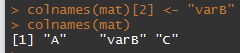 > colnames(mat)[2] <- "varB"
> colnames(mat)
[1] "A"    "varB" "C"